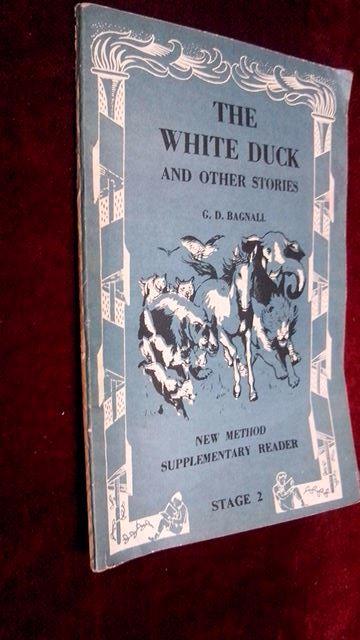 THE
WHITE DUCK
AND OTHER STORIES
G. D. BAGNALL
NEW METHOD
SUPPLEMENTARY READER
STAGE 2